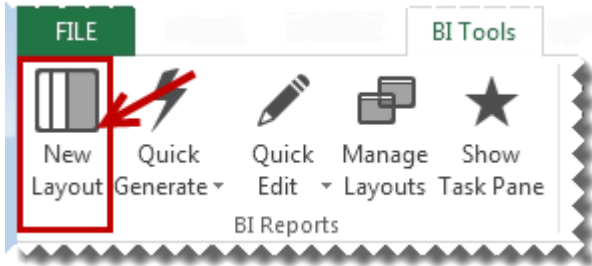 FILE BI Tools
New Quick Quick Manage Show
Layout Generate Edit Layouts Task Pane
BI Reports